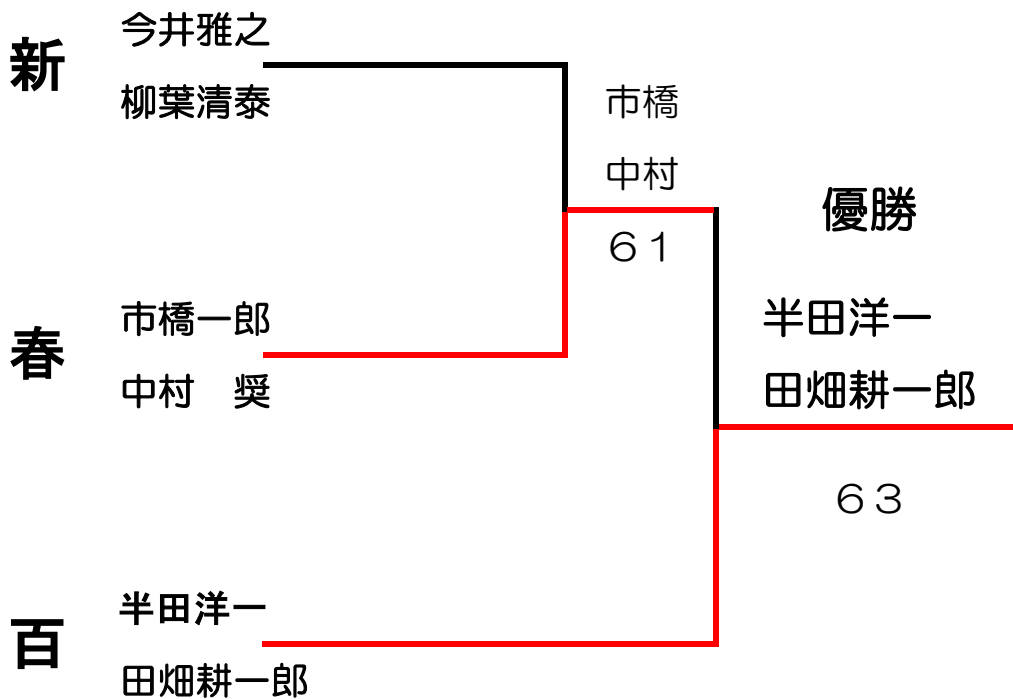 新
今井雅之
柳葉清泰
市橋
中村
６１
優勝
春
市橋一郎
中村　奨
半田洋一
田畑耕一郎
６３
百
半田洋一
田畑耕一郎